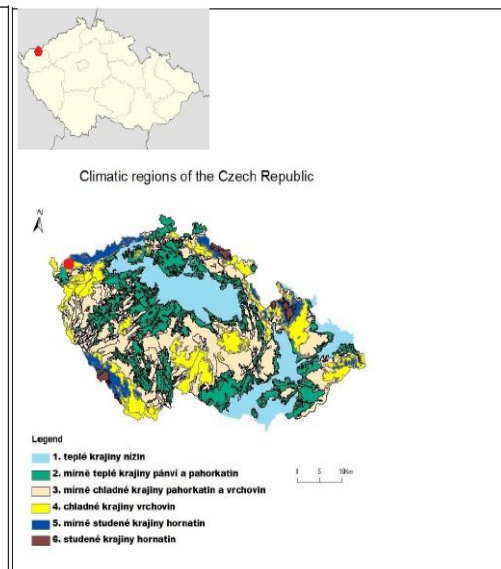 Climatic regions of the Czech Republic
N
Legend
1. teplé krajiny nížin
2. mírně teplé krajiny pánví a pahorkatin
3. mírně chladné krajiny pahorkatin a vrchovin
4. chladné krajiny vrchovin
5. mírně studené krajiny hornatin
6. studené krajiny hornatin
0 5 10Km